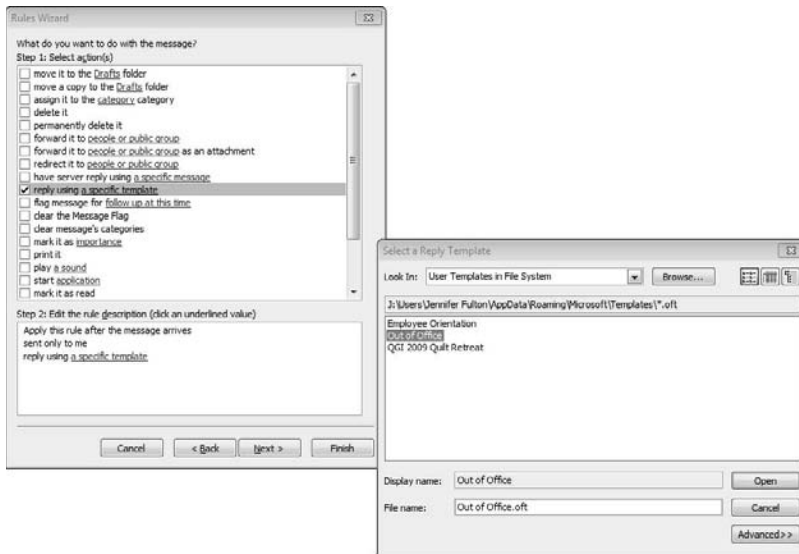 Rules Wizard
What do you want to do with the message?
Step 1: Select action(s)
move it to the Drafts folder
move a copy to the Drafts folder
assign it to the category category
delete it
permanently delete it
forward it to people or public group
forward it to people or public group as an attachment
redirect it to people or public group
have server reply using a specific message
reply using a specific template
flag message for follow up at this time
clear the Message Flag
clear message's categories
mark it as importance
print it
play a sound
start application
mark it as read
Step 2: Edit the rule description (click an underlined value)
Apply this rule after the message arrives
sent only to me
reply using a specific template
Cancel
< Back
Next >
Finish
Select a Reply Template
Look In:
User Templates in File System
Browse...
J:\Users\Jennifer Fulton\AppData\Roaming\Microsoft\Templates\*.oft
Employee Orientation
Out of Office
QGI 2009 Quilt Retreat
Display name:
Out of Office
Open
File name:
Out of Office.oft
Cancel
Advanced>>